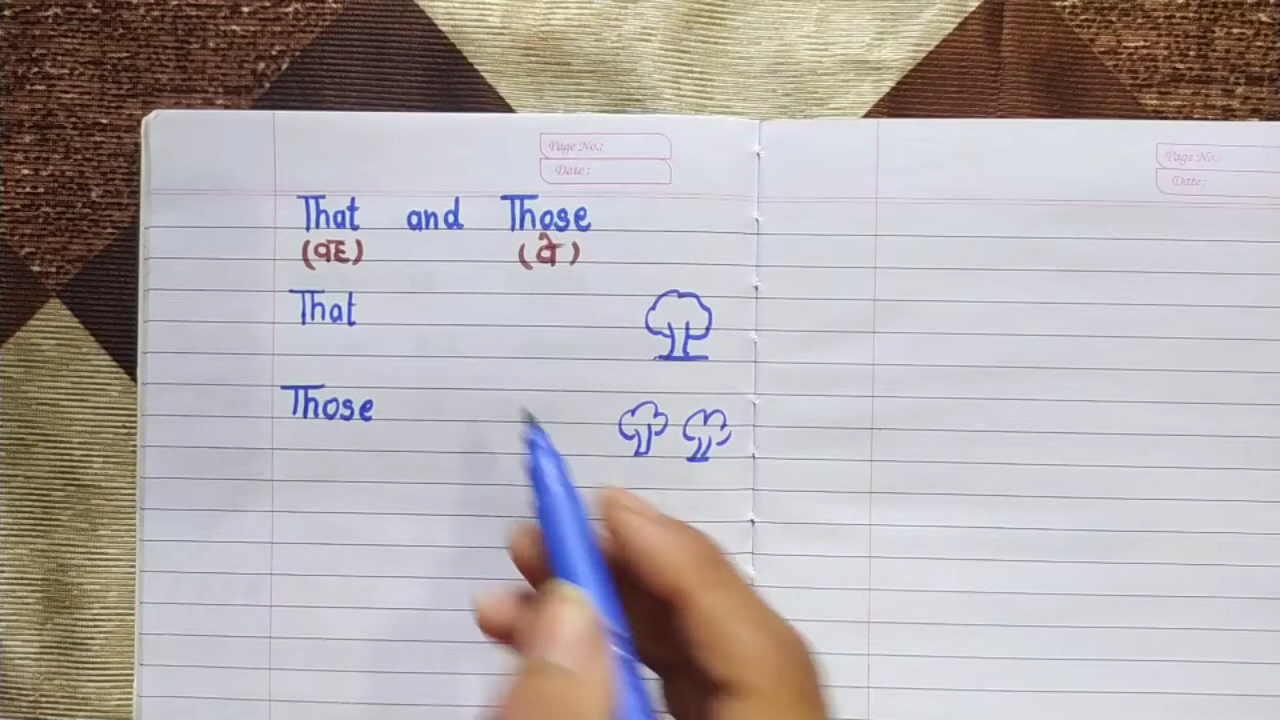 Page No.:
Date :
That and Those
(वह) (वे)
That
Those
Page No.:
Date: